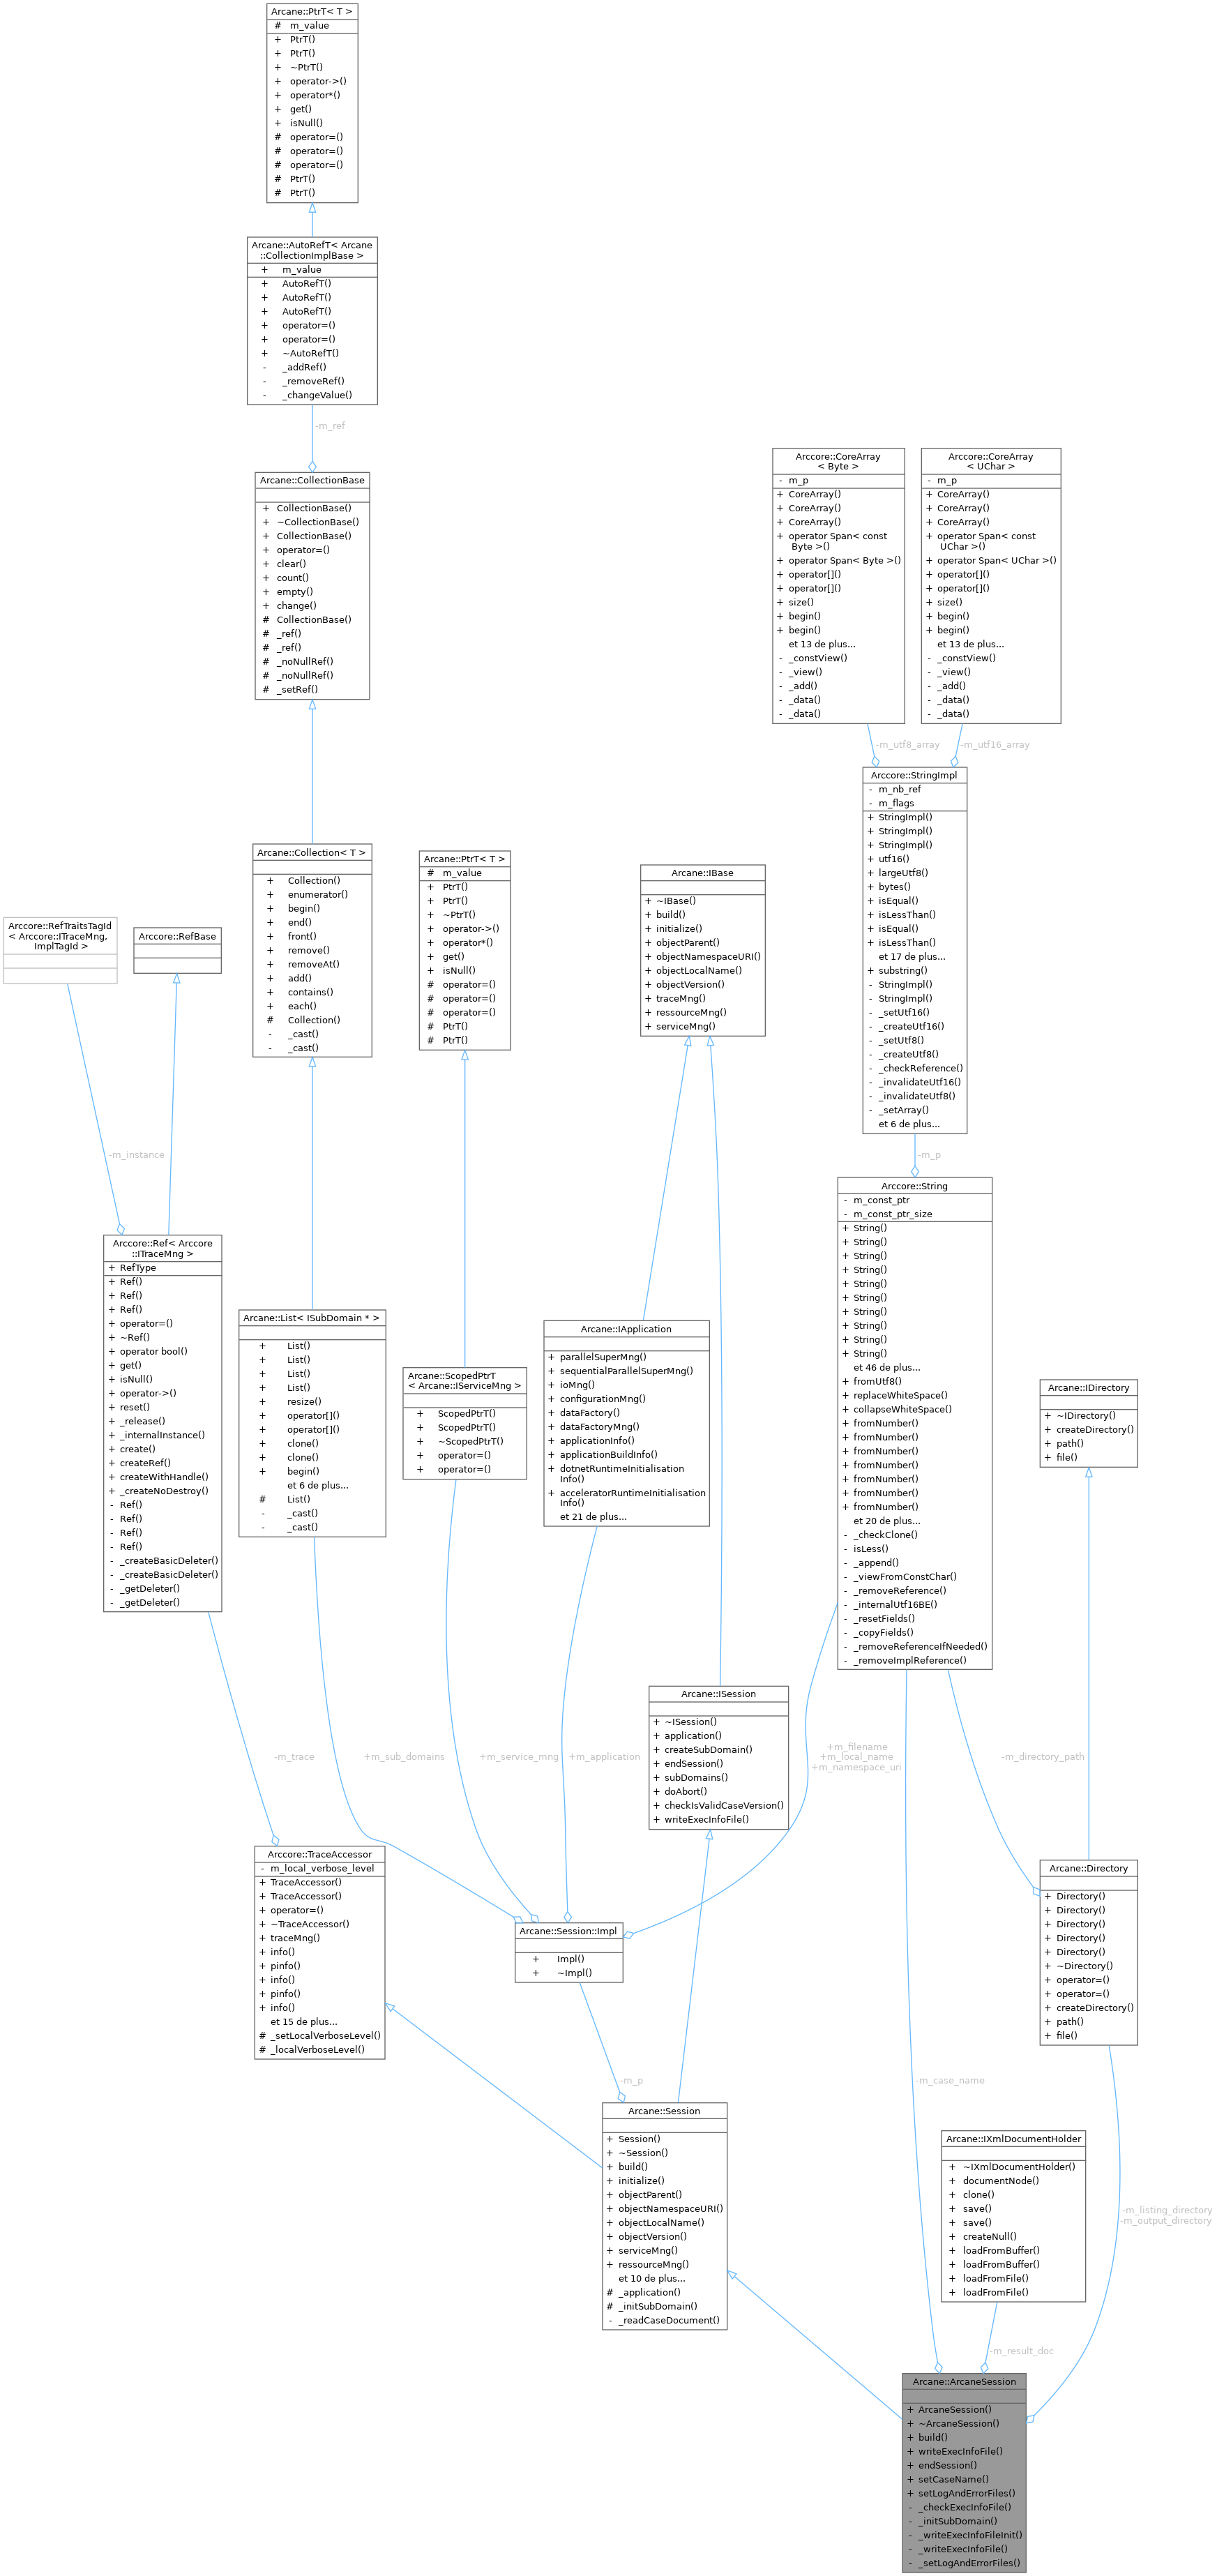 Arcane::PtrT< T >
# m_value
+ PtrT()
+ PtrT()
+ ~PtrT()
+ operator->()
+ operator*()
+ get()
+ isNull()
# operator=()
# operator=()
# operator=()
# PtrT()
# PtrT()
Arcane::AutoRefT< Arcane
::CollectionImplBase >
+ m_value
+ AutoRefT()
+ AutoRefT()
+ AutoRefT()
+ operator=()
+ operator=()
+ ~AutoRefT()
- _addRef()
- _removeRef()
- _changeValue()
-m_ref
Arcane::CollectionBase
+ CollectionBase()
+ ~CollectionBase()
+ CollectionBase()
+ operator=()
+ clear()
+ count()
+ empty()
+ change()
# CollectionBase()
# _ref()
# _ref()
# _noNullRef()
# _noNullRef()
# _setRef()
Arccore::CoreArray
< Byte >
- m_p
+ CoreArray()
+ CoreArray()
+ CoreArray()
+ operator Span< const
Byte >()
+ operator Span< Byte >()
+ operator[]()
+ operator[]()
+ size()
+ begin()
+ begin()
et 13 de plus...
- _constView()
- _view()
- _add()
- _data()
- _data()
Arccore::CoreArray
< UChar >
- m_p
+ CoreArray()
+ CoreArray()
+ CoreArray()
+ operator Span< const
UChar >()
+ operator Span< UChar >()
+ operator[]()
+ operator[]()
+ size()
+ begin()
+ begin()
et 13 de plus...
- _constView()
- _view()
- _add()
- _data()
- _data()
-m_utf8_array
-m_utf16_array
Arccore::StringImpl
- m_nb_ref
- m_flags
+ StringImpl()
+ StringImpl()
+ StringImpl()
+ utf16()
+ largeUtf8()
+ bytes()
+ isEqual()
+ isLessThan()
+ isEqual()
+ isLessThan()
et 17 de plus...
+ substring()
- StringImpl()
- StringImpl()
- _setUtf16()
- _createUtf16()
- _setUtf8()
- _createUtf8()
- _checkReference()
- _invalidateUtf16()
- _invalidateUtf8()
- _setArray()
et 6 de plus...
Arcane::Collection< T >
+ Collection()
+ enumerator()
+ begin()
+ end()
+ front()
+ remove()
+ removeAt()
+ add()
+ contains()
+ each()
# Collection()
- _cast()
- _cast()
Arcane::PtrT< T >
# m_value
+ PtrT()
+ PtrT()
+ ~PtrT()
+ operator->()
+ operator*()
+ get()
+ isNull()
# operator=()
# operator=()
# operator=()
# PtrT()
# PtrT()
Arcane::IBase
+ ~IBase()
+ build()
+ initialize()
+ objectParent()
+ objectNamespaceURI()
+ objectLocalName()
+ objectVersion()
+ traceMng()
+ ressourceMng()
+ serviceMng()
Arccore::RefTraitsTagId
< Arccore::ITraceMng,
ImplTagId >
Arccore::RefBase
-m_instance
-m_p
Arccore::Ref< Arccore
::ITraceMng >
+ RefType
+ Ref()
+ Ref()
+ Ref()
+ operator=()
+ ~Ref()
+ operator bool()
+ get()
+ isNull()
+ operator->()
+ reset()
+ _release()
+ _internalInstance()
+ create()
+ createRef()
+ createWithHandle()
+ _createNoDestroy()
- Ref()
- Ref()
- Ref()
- Ref()
- _createBasicDeleter()
- _createBasicDeleter()
- _getDeleter()
- _getDeleter()
Arcane::List< ISubDomain * >
+ List()
+ List()
+ List()
+ List()
+ resize()
+ operator[]()
+ operator[]()
+ clone()
+ clone()
+ begin()
et 6 de plus...
# List()
- _cast()
- _cast()
Arcane::ScopedPtrT
< Arcane::IServiceMng >
+ ScopedPtrT()
+ ScopedPtrT()
+ ~ScopedPtrT()
+ operator=()
+ operator=()
Arcane::IApplication
+ parallelSuperMng()
+ sequentialParallelSuperMng()
+ ioMng()
+ configurationMng()
+ dataFactory()
+ dataFactoryMng()
+ applicationInfo()
+ applicationBuildInfo()
+ dotnetRuntimeInitialisation
Info()
+ acceleratorRuntimeInitialisation
Info()
et 21 de plus...
Arccore::String
- m_const_ptr
- m_const_ptr_size
+ String()
+ String()
+ String()
+ String()
+ String()
+ String()
+ String()
+ String()
+ String()
+ String()
et 46 de plus...
+ fromUtf8()
+ replaceWhiteSpace()
+ collapseWhiteSpace()
+ fromNumber()
+ fromNumber()
+ fromNumber()
+ fromNumber()
+ fromNumber()
+ fromNumber()
+ fromNumber()
et 20 de plus...
- _checkClone()
- isLess()
- _append()
- _viewFromConstChar()
- _removeReference()
- _internalUtf16BE()
- _resetFields()
- _copyFields()
- _removeReferenceIfNeeded()
- _removeImplReference()
Arcane::IDirectory
+ ~IDirectory()
+ createDirectory()
+ path()
+ file()
Arcane::ISession
+ ~ISession()
+ application()
+ createSubDomain()
+ endSession()
+ subDomains()
+ doAbort()
+ checkIsValidCaseVersion()
+ writeExecInfoFile()
-m_trace
+m_sub_domains
+m_service_mng
+m_application
+m_filename
+m_local_name
+m_namespace_uri
-m_directory_path
Arccore::TraceAccessor
- m_local_verbose_level
+ TraceAccessor()
+ TraceAccessor()
+ operator=()
+ ~TraceAccessor()
+ traceMng()
+ info()
+ pinfo()
+ info()
+ pinfo()
+ info()
et 15 de plus...
# _setLocalVerboseLevel()
# _localVerboseLevel()
Arcane::Session::Impl
+ Impl()
+ ~Impl()
Arcane::Directory
+ Directory()
+ Directory()
+ Directory()
+ Directory()
+ Directory()
+ ~Directory()
+ operator=()
+ operator=()
+ createDirectory()
+ path()
+ file()
-m_p
-m_case_name
Arcane::Session
+ Session()
+ ~Session()
+ build()
+ initialize()
+ objectParent()
+ objectNamespaceURI()
+ objectLocalName()
+ objectVersion()
+ serviceMng()
+ ressourceMng()
et 10 de plus...
# _application()
# _initSubDomain()
- _readCaseDocument()
Arcane::IXmlDocumentHolder
+ ~IXmlDocumentHolder()
+ documentNode()
+ clone()
+ save()
+ save()
+ createNull()
+ loadFromBuffer()
+ loadFromBuffer()
+ loadFromFile()
+ loadFromFile()
-m_listing_directory
-m_output_directory
-m_result_doc
Arcane::ArcaneSession
+ ArcaneSession()
+ ~ArcaneSession()
+ build()
+ writeExecInfoFile()
+ endSession()
+ setCaseName()
+ setLogAndErrorFiles()
- _checkExecInfoFile()
- _initSubDomain()
- _writeExecInfoFileInit()
- _writeExecInfoFile()
- _setLogAndErrorFiles()